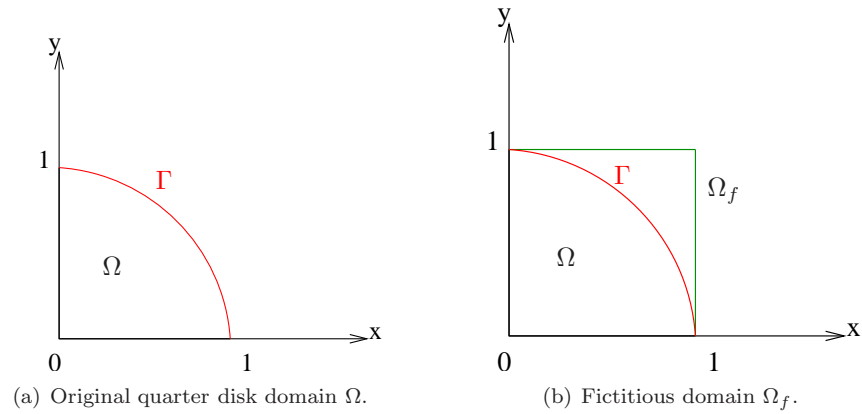 y
1
Γ
Ω
x
0
1
(a) Original quarter disk domain Ω.
y
1
Γ
Ω_f
Ω
x
0
1
(b) Fictitious domain Ω_f.